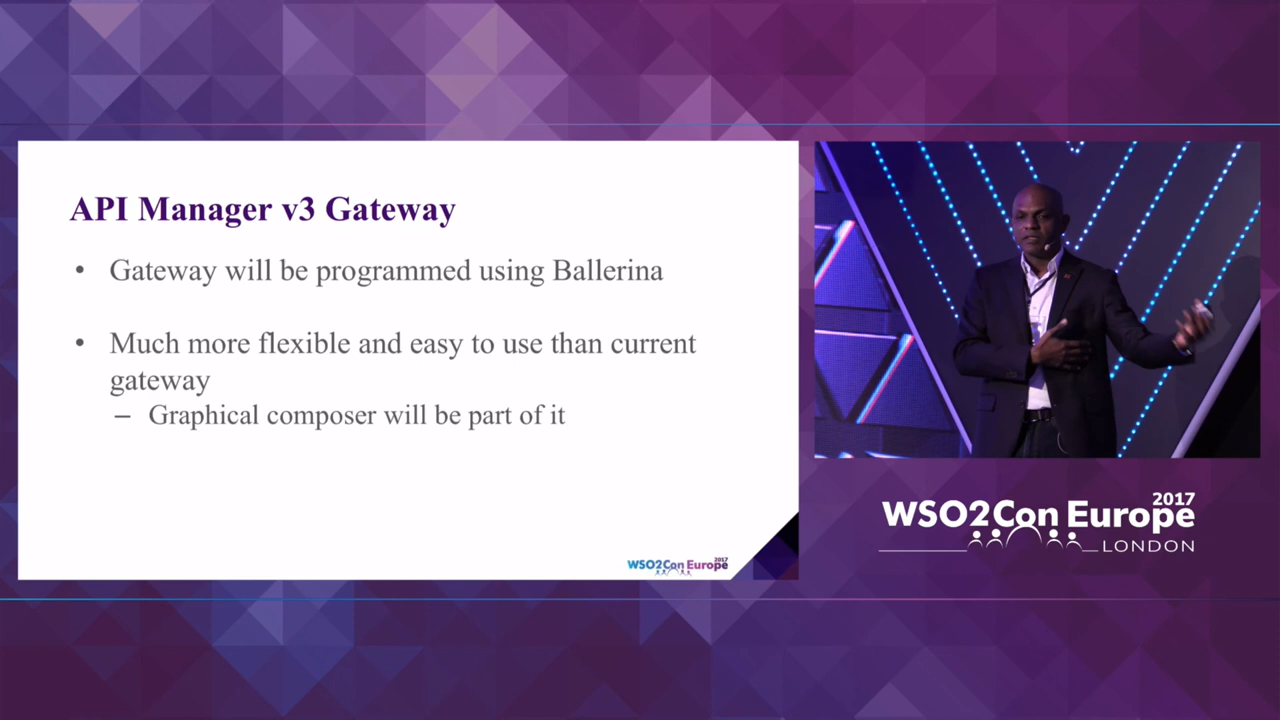 API Manager v3 Gateway
• Gateway will be programmed using Ballerina
• Much more flexible and easy to use than current
gateway
– Graphical composer will be part of it
WSO2Con Europe 2017
WSO2Con Europe 2017
LONDON